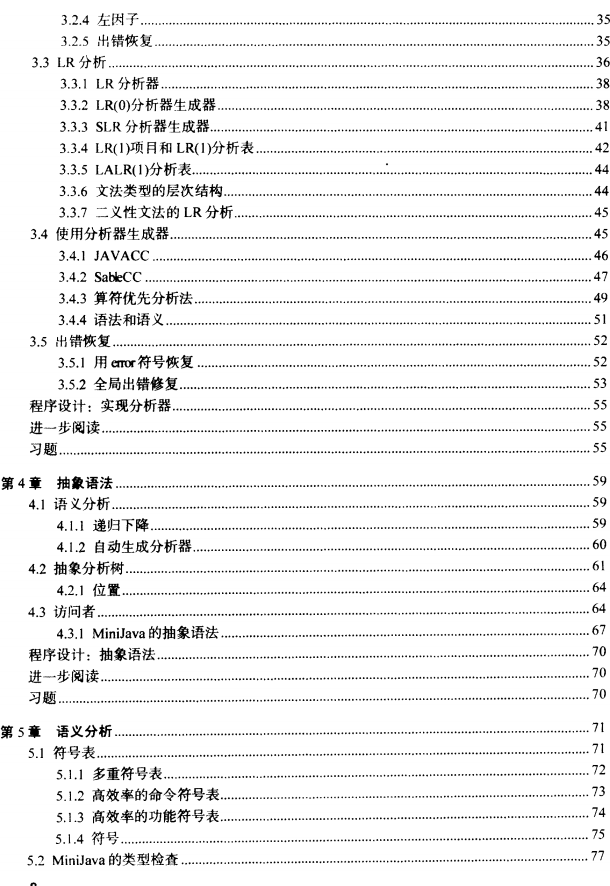 3.2.4 左因子 35
3.2.5 出错恢复 35
3.3 LR 分析 36
3.3.1 LR 分析器 38
3.3.2 LR(0)分析器生成器 38
3.3.3 SLR 分析器生成器 41
3.3.4 LR(1)项目和 LR(1)分析表 42
3.3.5 LALR(1)分析表 44
3.3.6 文法类型的层次结构 44
3.3.7 二义性文法的 LR 分析 45
3.4 使用分析器生成器 45
3.4.1 JAVACC 46
3.4.2 SableCC 47
3.4.3 算符优先分析法 49
3.4.4 语法和语义 51
3.5 出错恢复 52
3.5.1 用 error 符号恢复 52
3.5.2 全局出错修复 53
程序设计：实现分析器 55
进一步阅读 55
习题 55
第 4 章 抽象语法 59
4.1 语义分析 59
4.1.1 递归下降 59
4.1.2 自动生成分析器 60
4.2 抽象分析树 61
4.2.1 位置 64
4.3 访问者 64
4.3.1 MiniJava 的抽象语法 67
程序设计：抽象语法 70
进一步阅读 70
习题 70
第 5 章 语义分析 71
5.1 符号表 71
5.1.1 多重符号表 72
5.1.2 高效率的命令符号表 73
5.1.3 高效率的功能符号表 74
5.1.4 符号 75
5.2 MiniJava 的类型检查 77